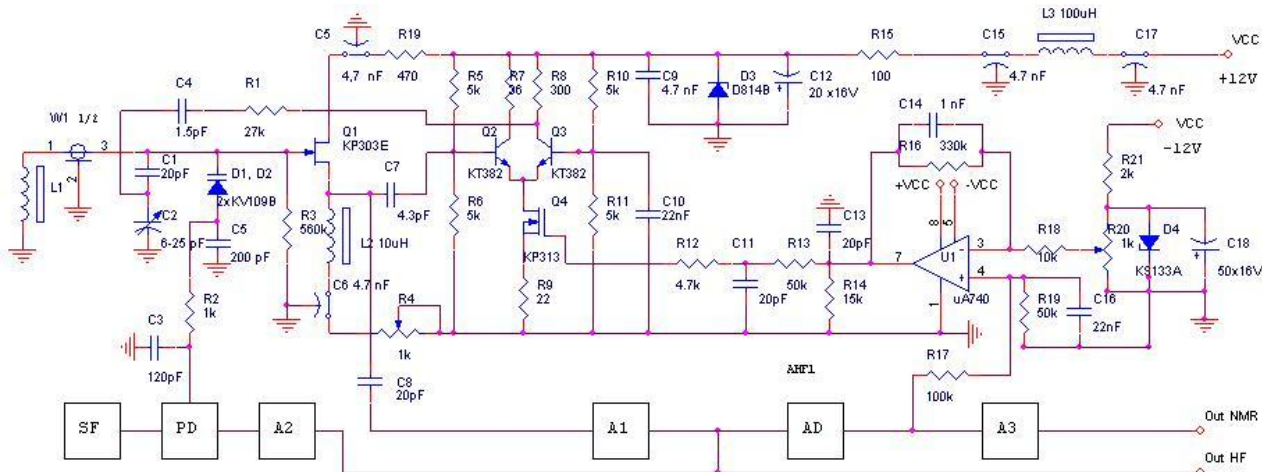 L3 100uH
C5
R19
R15
C15
C17
VCC
4,7 nF
470
100
4.7 nF
+12V
4.7 nF
C4
R1
R5
5k
R7
36
R8
300
R10
5k
C9
4.7 nF
D3
D814B
C12
20 x16V
C14
1 nF
VCC
-12V
W1 1/2
1.5pF
27k
Q1
KP303E
Q2
Q3
R16
330k
R21
2k
1
3
2
C1
20pF
D1, D2
2xKV109B
C7
KT382
KT382
+VCC
-VCC
L1
4.3pF
R6
5k
Q4
R11
5k
C10
22nF
C13
20pF
8
5
3
R18
10k
R20
1k
D4
KS133A
C18
50x16V
C2
6-25 pF
C5
200 pF
R3
560k
L2 10uH
KP313
R12
4.7k
C11
R13
50k
7
U1
-
+
4
uA740
C6
4.7 nF
R4
R9
22
20pF
R14
15k
1
R19
50k
C16
22nF
R2
1k
C3
120pF
1k
R17
100k
AHF1
C8
20pF
SF
PD
A2
A1
AD
A3
Out NMR
Out HF